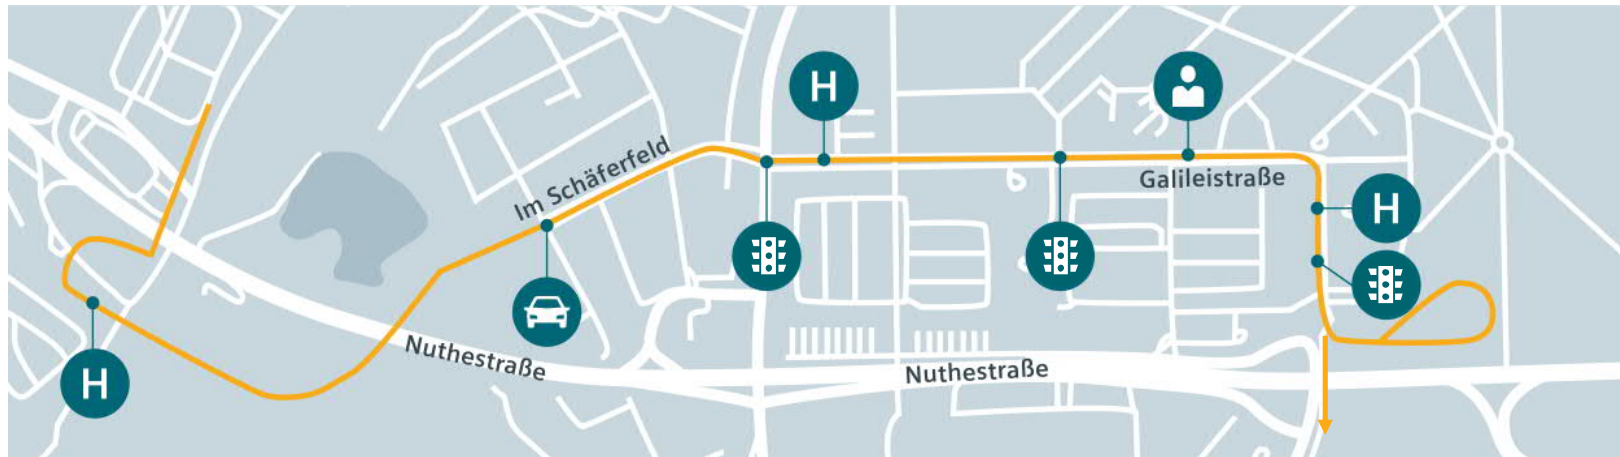 H
Im Schäferfeld
Galileistraße
H
H
Nuthestraße
Nuthestraße